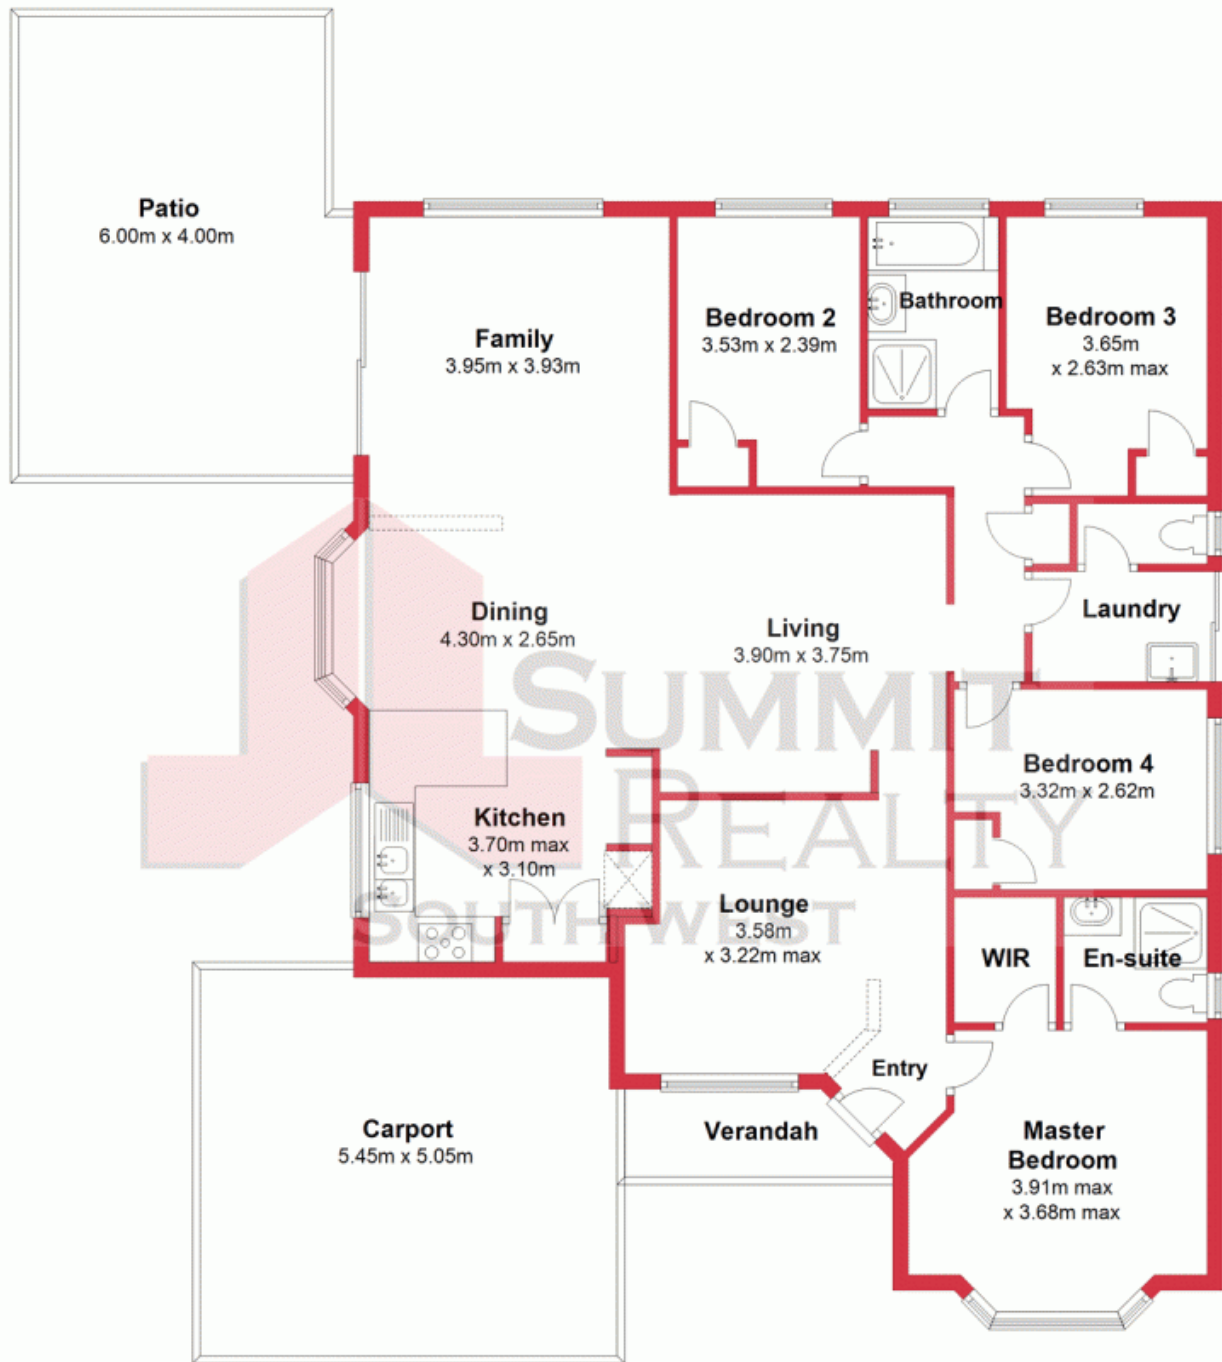 Patio
6.00m x 4.00m
Family
3.95m x 3.93m
Bedroom 2
3.53m x 2.39m
Bathroom
Bedroom 3
3.65m
x 2.63m max
Dining
4.30m x 2.65m
Living
3.90m x 3.75m
Laundry
SUMMIT
REALTY
SOUTH WEST
Kitchen
3.70m max
x 3.10m
Bedroom 4
3.32m x 2.62m
Lounge
3.58m
x 3.22m max
WIR
En-suite
Entry
Carport
5.45m x 5.05m
Verandah
Master
Bedroom
3.91m max
x 3.68m max